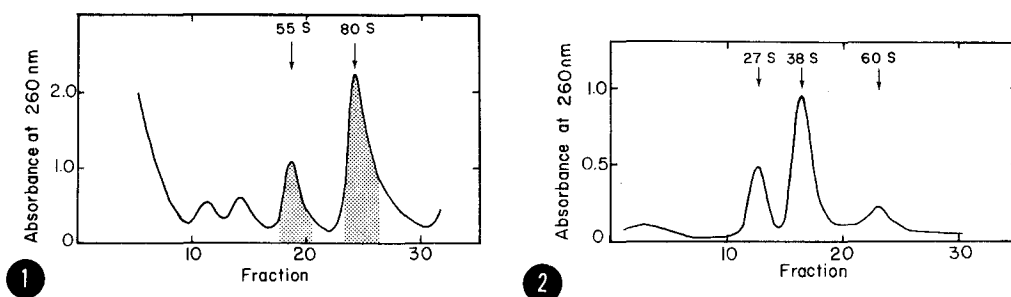 55 S 80 S
Absorbance at 260 nm
2.0
1.0
0
10 20 30
Fraction
1
27 S 38 S 60 S
Absorbance at 260nm
1.0
0.5
0
10 20 30
Fraction
2